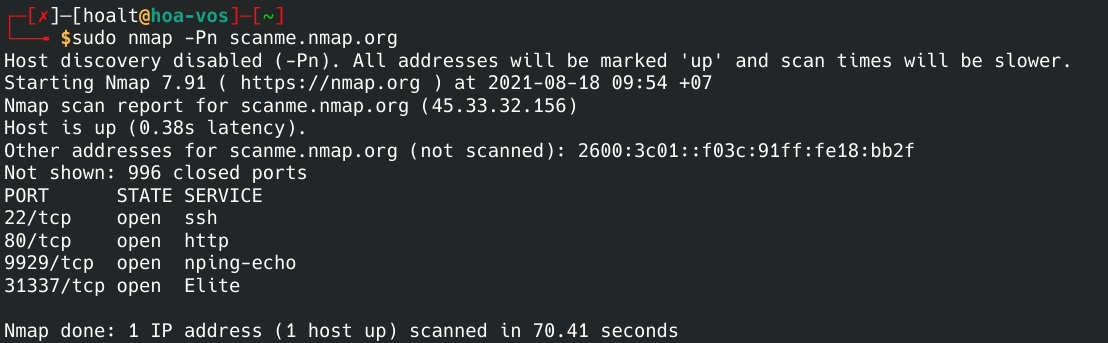 ┌─[✗]─[hoalt@hoa-vos]─[~]
└──╼ $sudo nmap -Pn scanme.nmap.org
Host discovery disabled (-Pn). All addresses will be marked 'up' and scan times will be slower.
Starting Nmap 7.91 ( https://nmap.org ) at 2021-08-18 09:54 +07
Nmap scan report for scanme.nmap.org (45.33.32.156)
Host is up (0.38s latency).
Other addresses for scanme.nmap.org (not scanned): 2600:3c01::f03c:91ff:fe18:bb2f
Not shown: 996 closed ports
PORT      STATE SERVICE
22/tcp    open  ssh
80/tcp    open  http
9929/tcp  open  nping-echo
31337/tcp open  Elite

Nmap done: 1 IP address (1 host up) scanned in 70.41 seconds